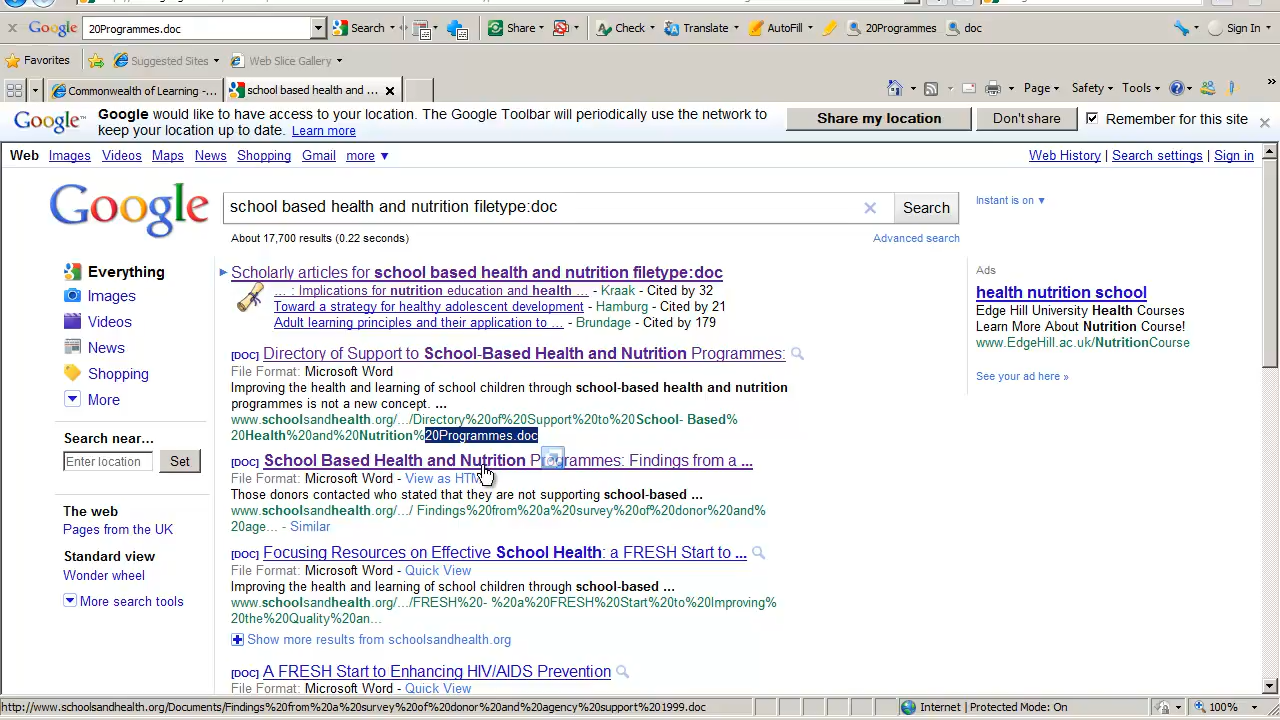 Google 20Programmes.doc Search Share Check Translate AutoFill 20Programmes doc Sign In
Favorites Suggested Sites Web Slice Gallery
Commonwealth of Learning -... school based health and ... Page Safety Tools
Google™ Google would like to have access to your location. The Google Toolbar will periodically use the network to
keep your location up to date. Learn more
Share my location Don't share Remember for this site
Web Images Videos Maps News Shopping Gmail more ▼ Web History | Search settings | Sign in
Google school based health and nutrition filetype:doc Search
Instant is on ▼
About 17,700 results (0.22 seconds) Advanced search
Everything
Images
Videos
News
Shopping
More
Search near...
Enter location Set
The web
Pages from the UK
Standard view
Wonder wheel
More search tools
Scholarly articles for school based health and nutrition filetype:doc
... : Implications for nutrition education and health ... - Kraak - Cited by 32
Toward a strategy for healthy adolescent development - Hamburg - Cited by 21
Adult learning principles and their application to ... - Brundage - Cited by 179
[DOC] Directory of Support to School-Based Health and Nutrition Programmes:
File Format: Microsoft Word
Improving the health and learning of school children through school-based health and nutrition
programmes is not a new concept. ...
www.schoolsandhealth.org/.../Directory%20of%20Support%20to%20School- Based%
20Health%20and%20Nutrition%20Programmes.doc
[DOC] School Based Health and Nutrition Programmes: Findings from a ...
File Format: Microsoft Word - View as HTM
Those donors contacted who stated that they are not supporting school-based ...
www.schoolsandhealth.org/.../ Findings%20from%20a%20survey%20of%20donor%20and%
20age... - Similar
[DOC] Focusing Resources on Effective School Health: a FRESH Start to ...
File Format: Microsoft Word - Quick View
Improving the health and learning of school children through school-based ...
www.schoolsandhealth.org/.../FRESH%20- %20a%20FRESH%20Start%20to%20Improving%
20the%20Quality%20an...
Show more results from schoolsandhealth.org
[DOC] A FRESH Start to Enhancing HIV/AIDS Prevention
File Format: Microsoft Word - Quick View
Ads
health nutrition school
Edge Hill University Health Courses
Learn More About Nutrition Course!
www.EdgeHill.ac.uk/NutritionCourse
See your ad here »
http://www.schoolsandhealth.org/Documents/Findings%20from%20a%20survey%20of%20donor%20and%20agency%20support%201999.doc Internet | Protected Mode: On 100%